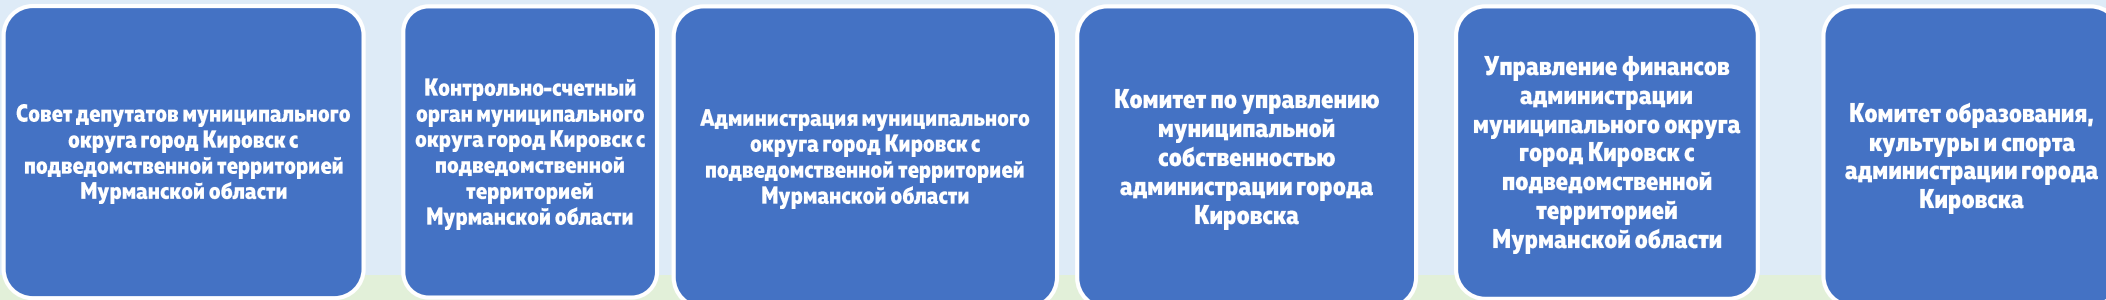 Совет депутатов муниципального
округа город Кировск с
подведомственной территорией
Мурманской области
Контрольно-счетный
орган муниципального
округа город Кировск с
подведомственной
территорией
Мурманской области
Администрация муниципального
округа город Кировск с
подведомственной территорией
Мурманской области
Комитет по управлению
муниципальной
собственностью
администрации города
Кировска
Управление финансов
администрации
муниципального округа
город Кировск с
подведомственной
территорией
Мурманской области
Комитет образования,
культуры и спорта
администрации города
Кировска